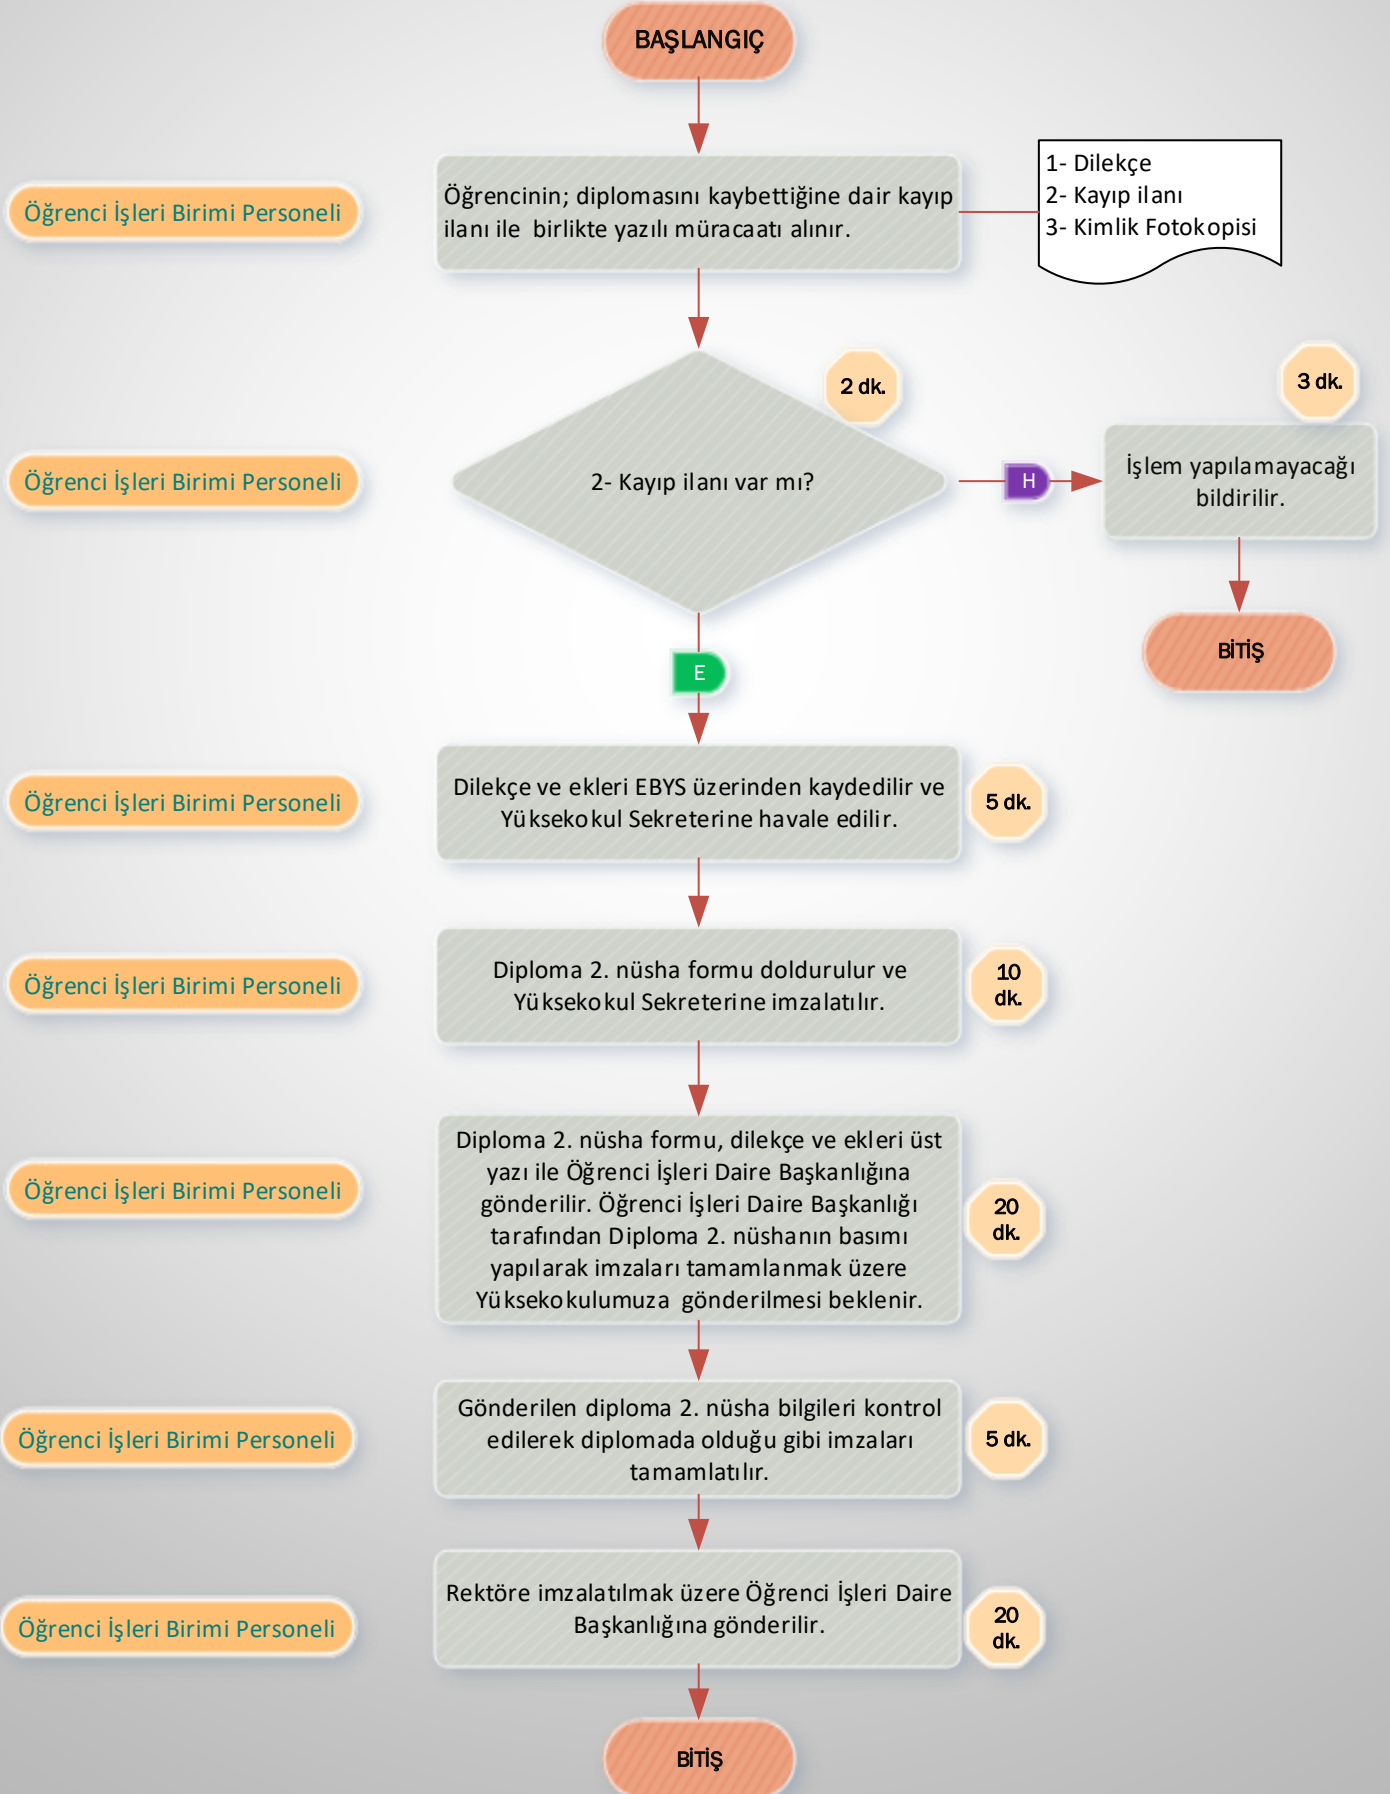 BAŞLANGIÇ
Öğrenci İşleri Birimi Personeli
Öğrencinin; diplomasını kaybettiğine dair kayıp
ilanı ile birlikte yazılı müracaatı alınır.
1- Dilekçe
2- Kayıp ilanı
3- Kimlik Fotokopisi
2 dk.
3 dk.
Öğrenci İşleri Birimi Personeli
2- Kayıp ilanı var mı?
H
İşlem yapılamayacağı
bildirilir.
BİTİŞ
E
Öğrenci İşleri Birimi Personeli
Dilekçe ve ekleri EBYS üzerinden kaydedilir ve
Yüksekokul Sekreterine havale edilir.
5 dk.
Öğrenci İşleri Birimi Personeli
Diploma 2. nüsha formu doldurulur ve
Yüksekokul Sekreterine imzalatılır.
10
dk.
Öğrenci İşleri Birimi Personeli
Diploma 2. nüsha formu, dilekçe ve ekleri üst
yazı ile Öğrenci İşleri Daire Başkanlığına
gönderilir. Öğrenci İşleri Daire Başkanlığı
tarafından Diploma 2. nüshanın basımı
yapılarak imzaları tamamlanmak üzere
Yüksekokulumuza gönderilmesi beklenir.
20
dk.
Öğrenci İşleri Birimi Personeli
Gönderilen diploma 2. nüsha bilgileri kontrol
edilerek diplomada olduğu gibi imzaları
tamamlatılır.
5 dk.
Öğrenci İşleri Birimi Personeli
Rektöre imzalatılmak üzere Öğrenci İşleri Daire
Başkanlığına gönderilir.
20
dk.
BİTİŞ